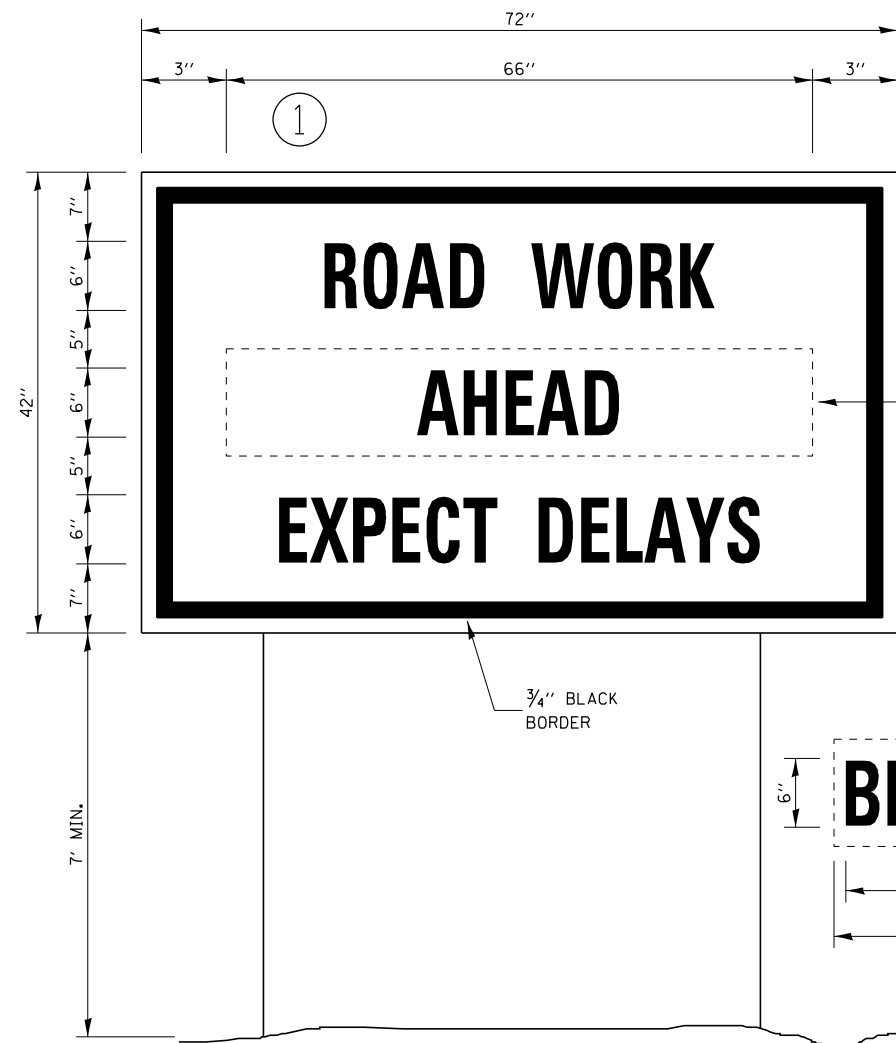 72"
3" 66" 3"
1
7"
6"
5"
6"
5"
6"
7"
42"
ROAD WORK
AHEAD
EXPECT DELAYS
3/4" BLACK
BORDER
7' MIN.
6"